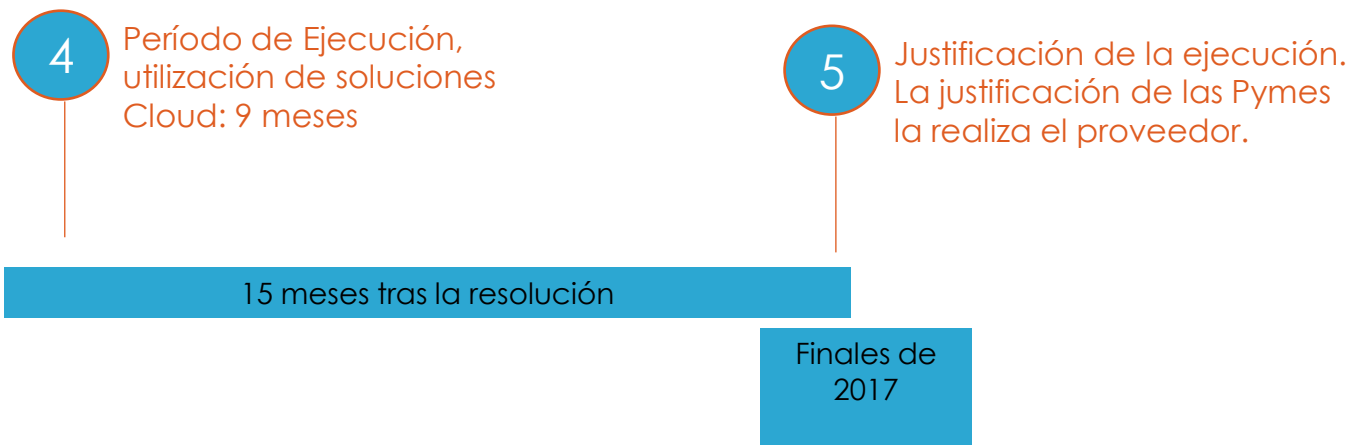 4
Período de Ejecución,
utilización de soluciones
Cloud: 9 meses
5
Justificación de la ejecución.
La justificación de las Pymes
la realiza el proveedor.
15 meses tras la resolución
Finales de
2017